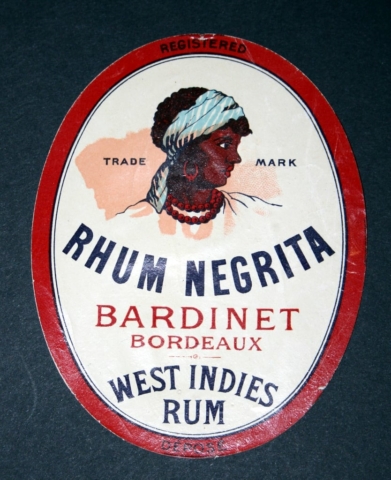 REGISTERED
TRADE MARK
RHUM NEGRITA
BARDINET
BORDEAUX
WEST INDIES
RUM